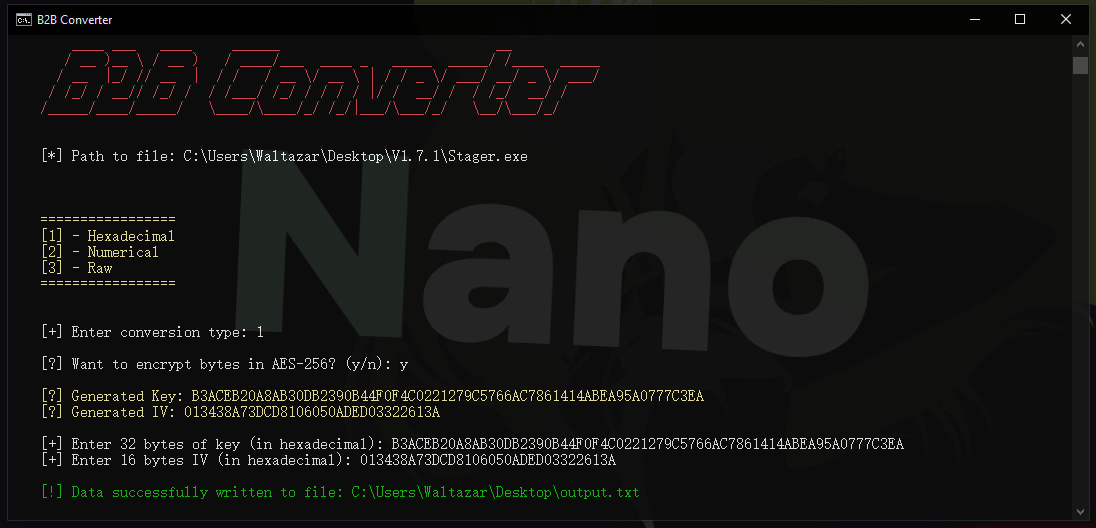 B2B Converter
B2B Converter
[*] Path to file: C:\Users\Waltazar\Desktop\V1.7.1\Stager.exe
=================
[1] - Hexadecimal
[2] - Numerical
[3] - Raw
=================
[+] Enter conversion type: 1
[?] Want to encrypt bytes in AES-256? (y/n): y
[?] Generated Key: B3ACEB20A8AB30DB2390B44F0F4C0221279C5766AC7861414ABEA95A0777C3EA
[?] Generated IV: 013438A73DCD8106050ADED03322613A
[+] Enter 32 bytes of key (in hexadecimal): B3ACEB20A8AB30DB2390B44F0F4C0221279C5766AC7861414ABEA95A0777C3EA
[+] Enter 16 bytes IV (in hexadecimal): 013438A73DCD8106050ADED03322613A
[!] Data successfully written to file: C:\Users\Waltazar\Desktop\output.txt
Nano